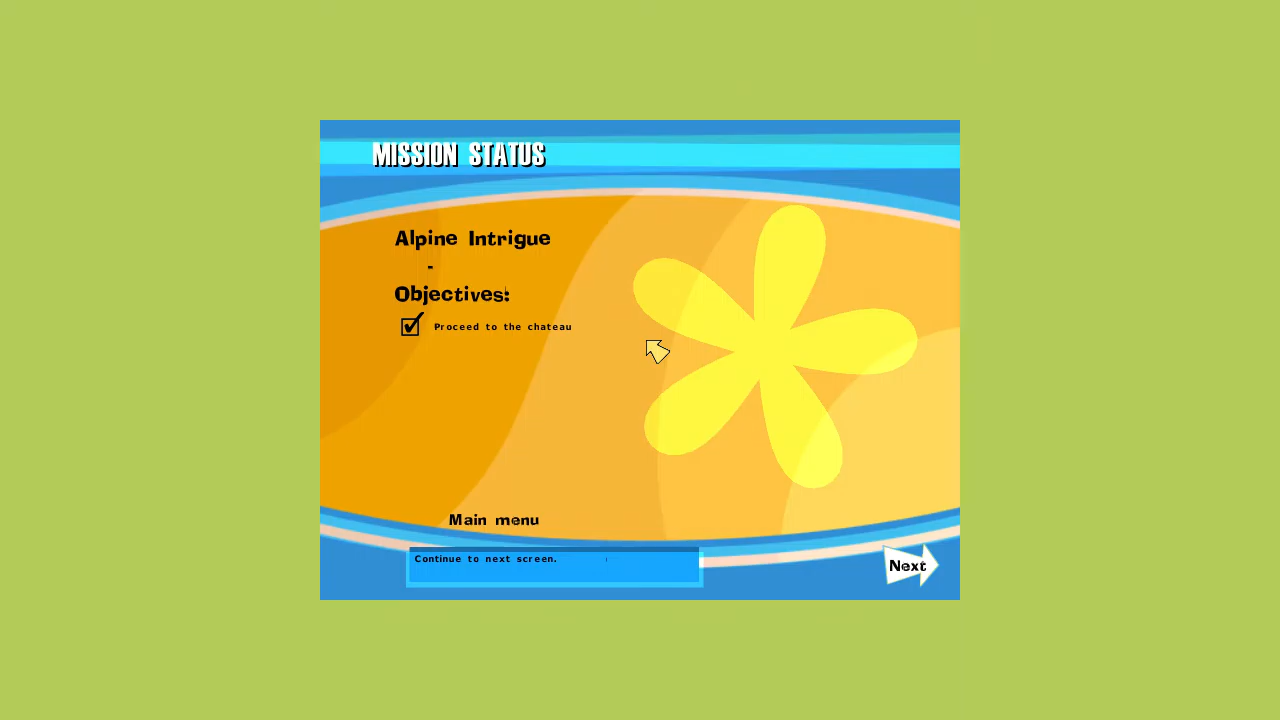 MISSION STATUS
Alpine Intrigue
-
Objectives:
Proceed to the chateau
Main menu
Continue to next screen.
Next